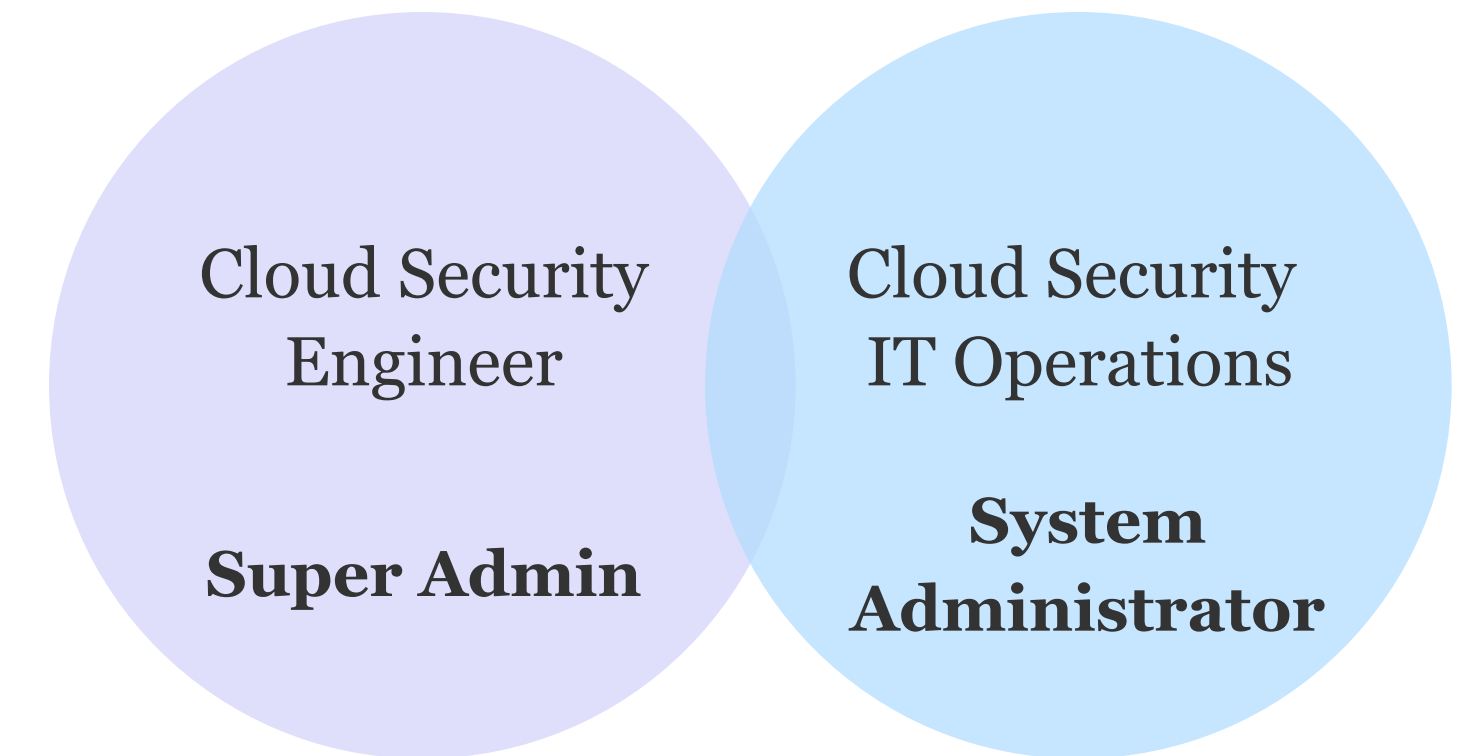 Cloud Security
Engineer
Super Admin
Cloud Security
IT Operations
System
Administrator